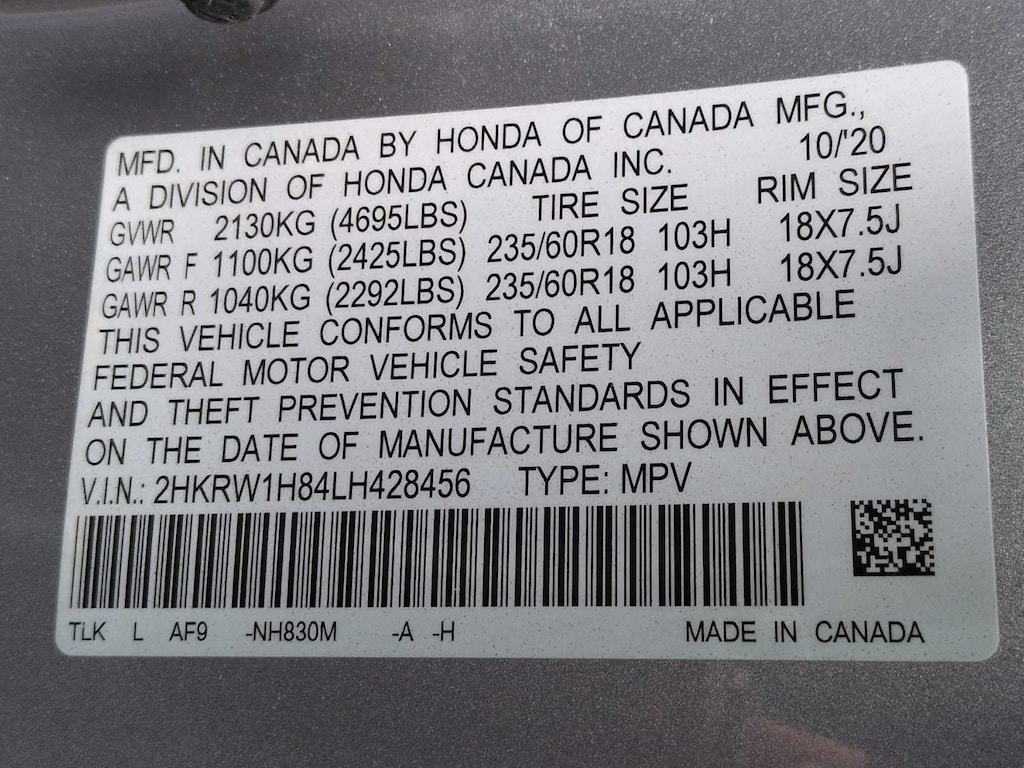 MFD. IN CANADA BY HONDA OF CANADA MFG.,
A DIVISION OF HONDA CANADA INC. 10/'20
GVWR 2130KG (4695LBS) TIRE SIZE RIM SIZE
GAWR F 1100KG (2425LBS) 235/60R18 103H 18X7.5J
GAWR R 1040KG (2292LBS) 235/60R18 103H 18X7.5J
THIS VEHICLE CONFORMS TO ALL APPLICABLE
FEDERAL MOTOR VEHICLE SAFETY
AND THEFT PREVENTION STANDARDS IN EFFECT
ON THE DATE OF MANUFACTURE SHOWN ABOVE.
V.I.N.: 2HKRW1H84LH428456 TYPE: MPV
TLK L AF9 -NH830M -A -H MADE IN CANADA